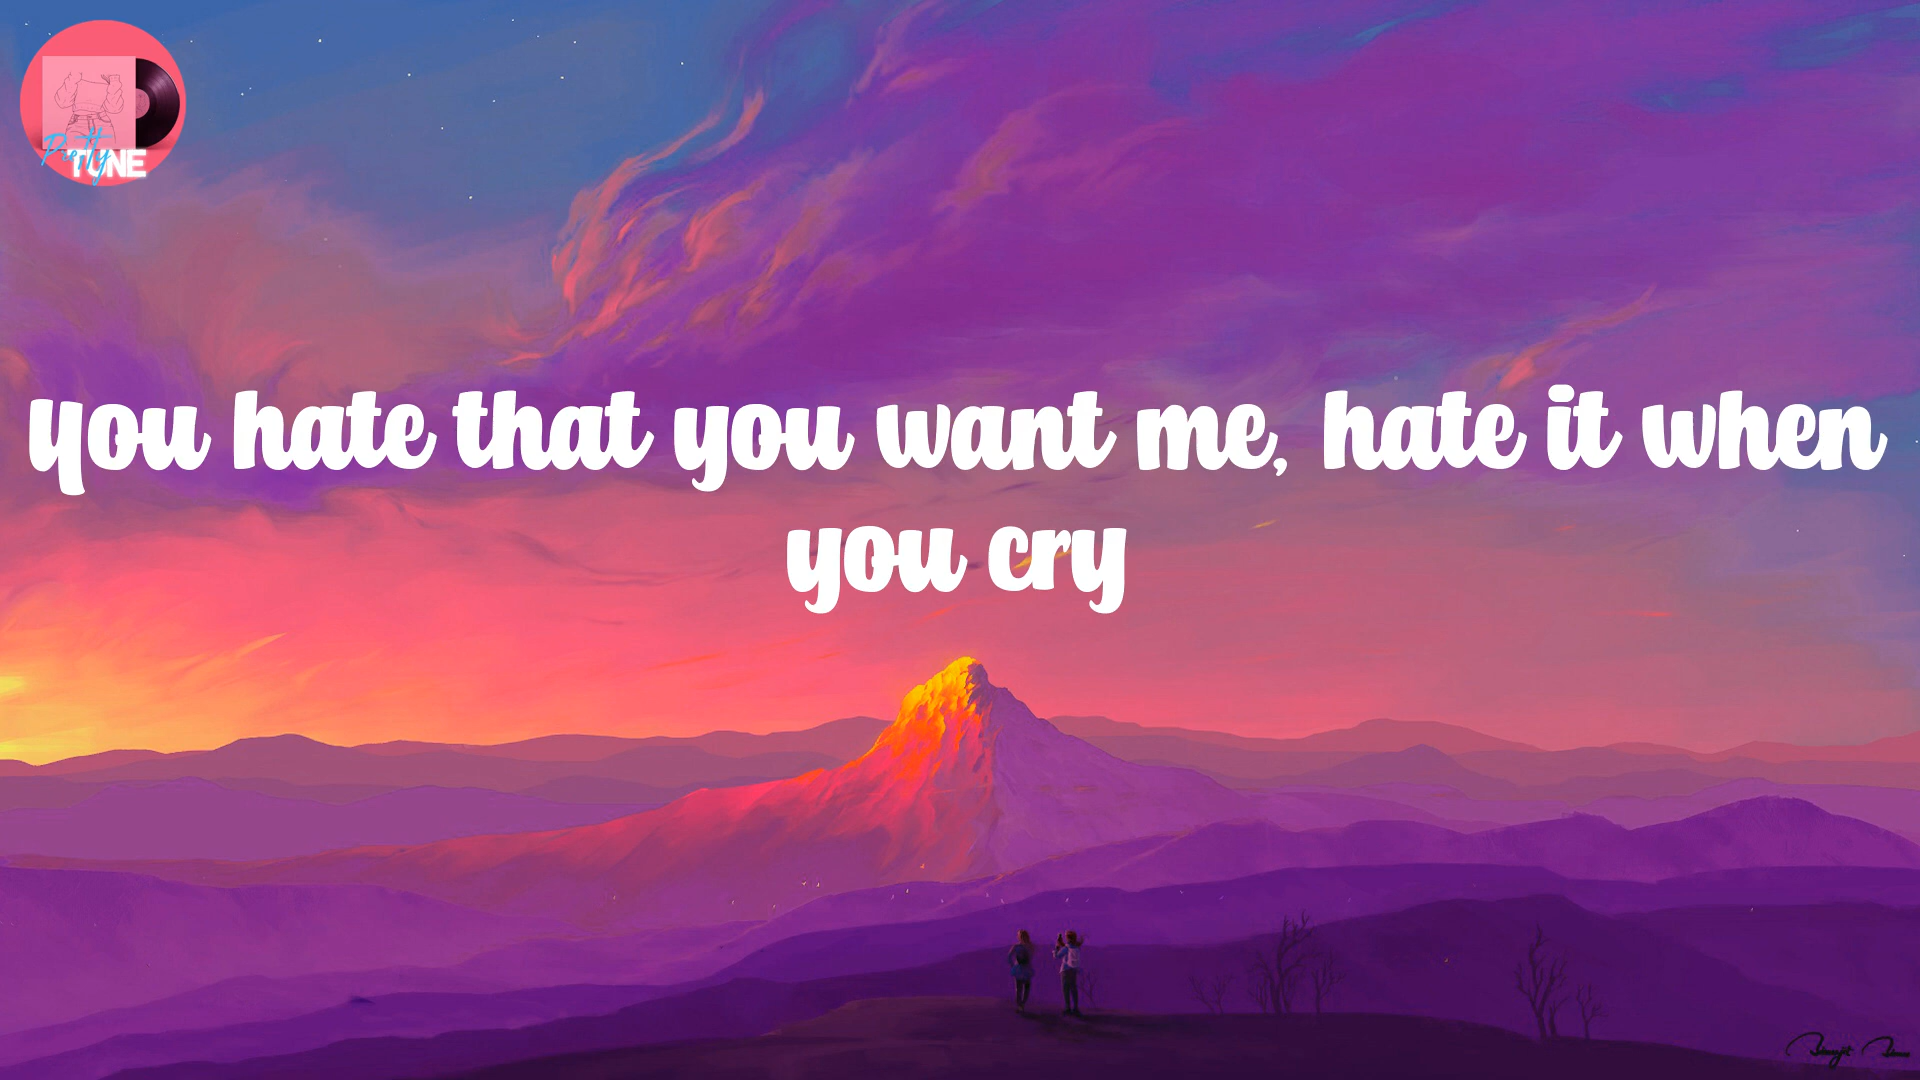 Pretty
TUNE
You hate that you want me, hate it when
you cry